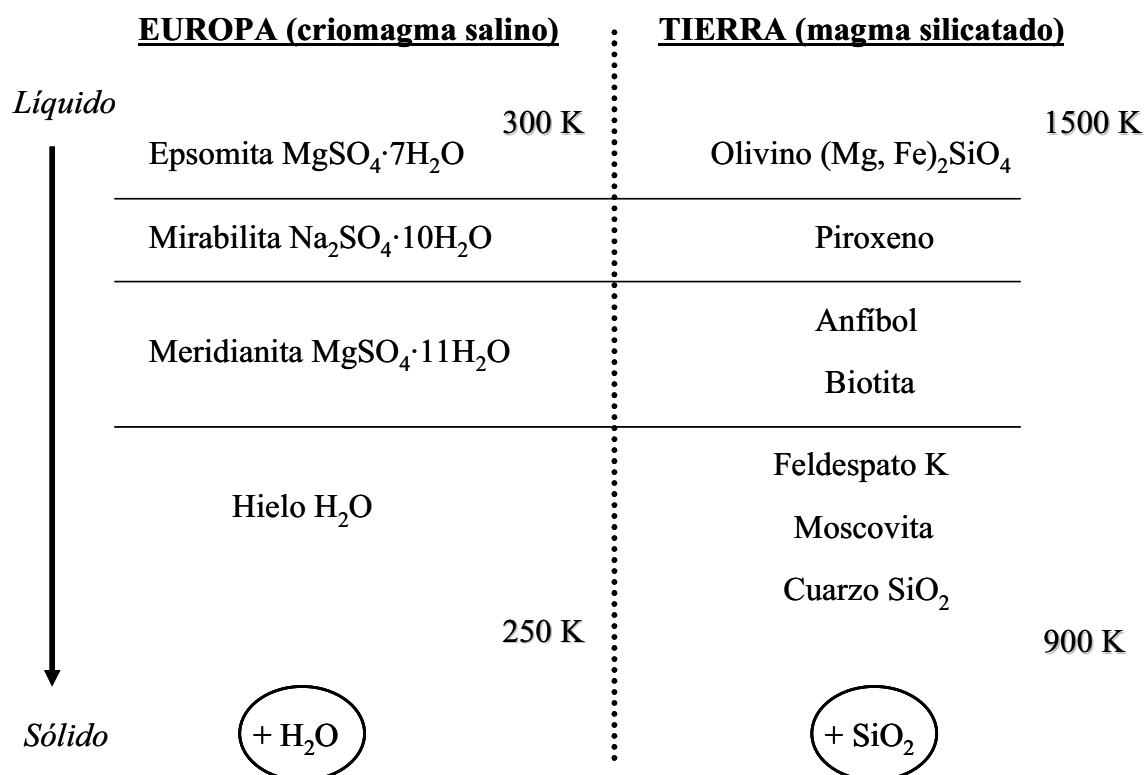 EUROPA (criomagma salino)
TIERRA (magma silicatado)
Líquido
300 K
1500 K
Epsomita MgSO₄·7H₂O
Olivino (Mg, Fe)₂SiO₄
Mirabilita Na₂SO₄·10H₂O
Piroxeno
Meridianita MgSO₄·11H₂O
Anfíbol
Biotita
Hielo H₂O
Feldespato K
Moscovita
Cuarzo SiO₂
250 K
900 K
Sólido
+ H₂O
+ SiO₂